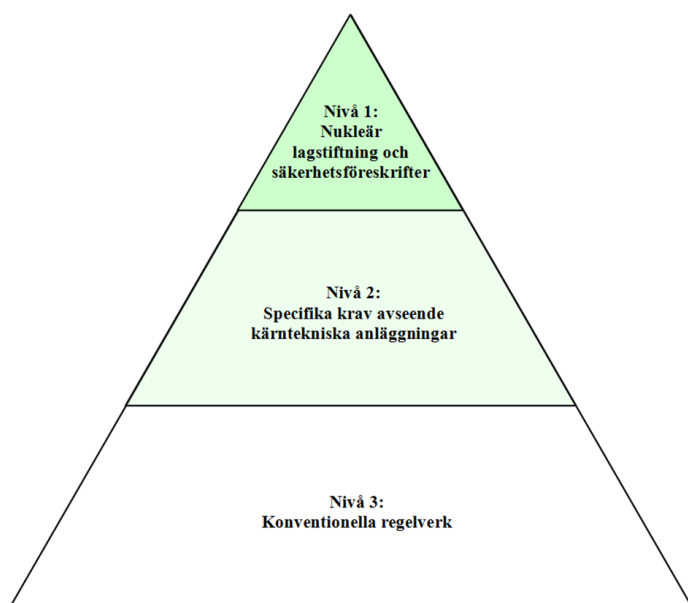 Nivå 1:
Nukleär
lagstiftning och
säkerhetsföreskrifter
Nivå 2:
Specifika krav avseende
kärntekniska anläggningar
Nivå 3:
Konventionella regelverk